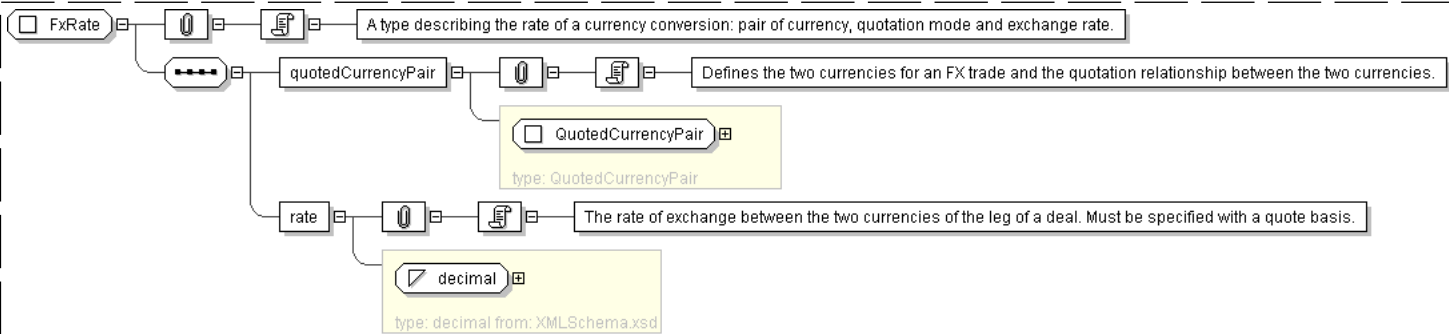 FxRate
A type describing the rate of a currency conversion: pair of currency, quotation mode and exchange rate.
quotedCurrencyPair
Defines the two currencies for an FX trade and the quotation relationship between the two currencies.
QuotedCurrencyPair
type: QuotedCurrencyPair
rate
The rate of exchange between the two currencies of the leg of a deal. Must be specified with a quote basis.
decimal
type: decimal from: XMLSchema.xsd